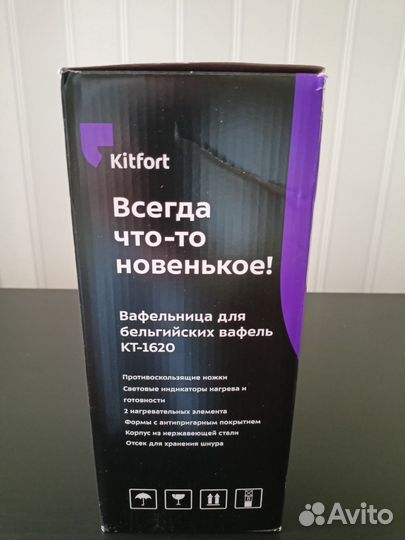 Kitfort
Всегда
что-то
новенькое!
Вафельница для
бельгийских вафель
КТ-1620
Противоскользящие ножки
Световые индикаторы нагрева и
готовности
2 нагревательных элемента
Формы с антипригарным покрытием
Корпус из нержавеющей стали
Отсек для хранения шнура
Avito